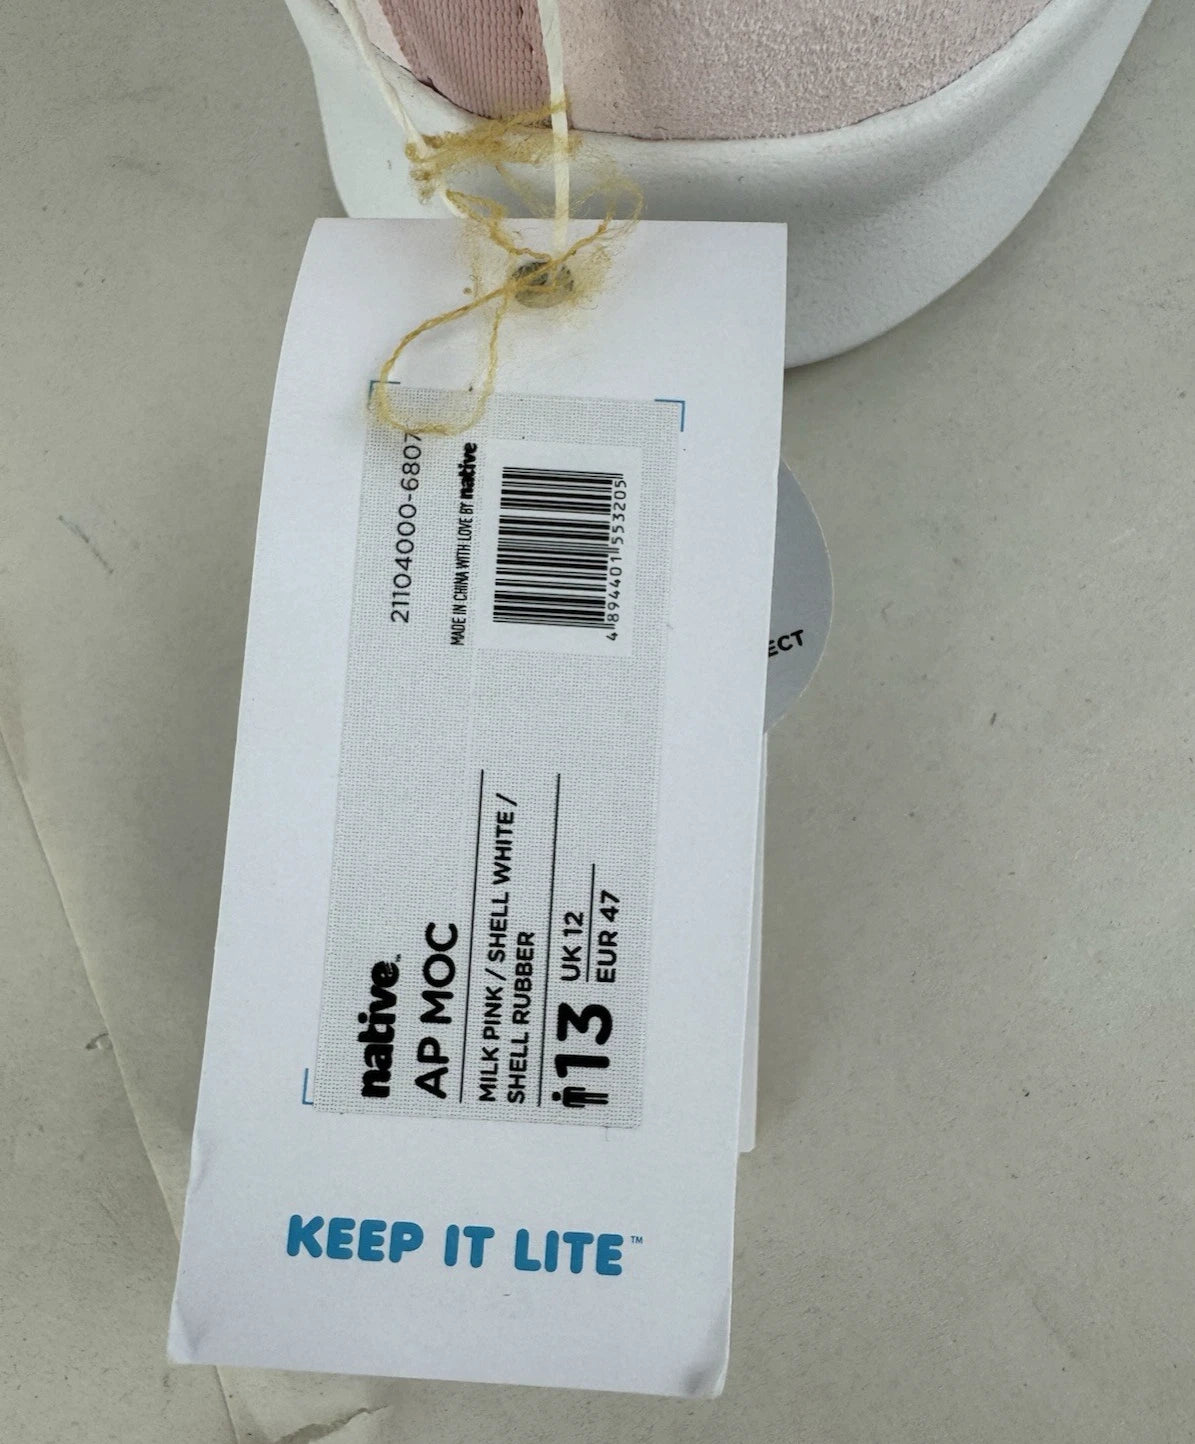 native™
AP MOC
MILK PINK / SHELL WHITE /
SHELL RUBBER
13
UK 12
EUR 47
21104000-6807
MADE IN CHINA WITH LOVE BY native
4 894401 553205
KEEP IT LITE™